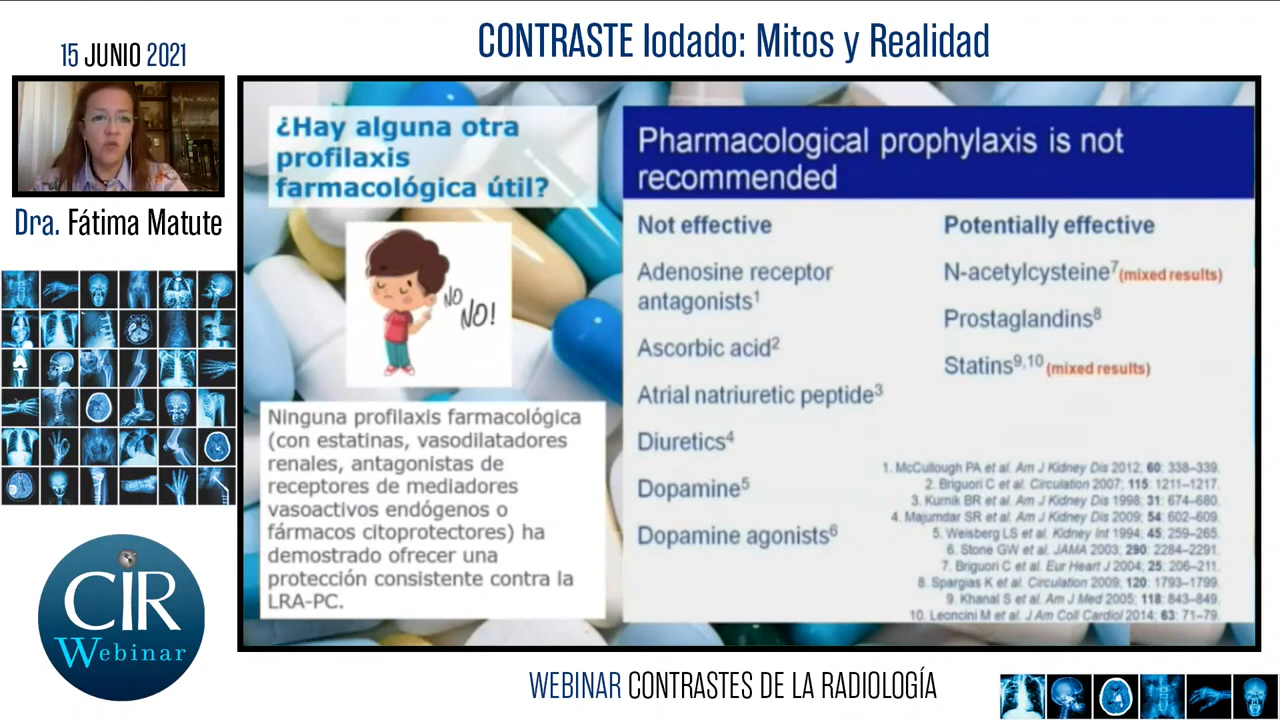 15 JUNIO 2021
CONTRASTE Iodado: Mitos y Realidad
Dra. Fátima Matute
¿Hay alguna otra
profilaxis
farmacológica útil?
NO
NO!
Ninguna profilaxis farmacológica
(con estatinas, vasodilatadores
renales, antagonistas de
receptores de mediadores
vasoactivos endógenos o
fármacos citoprotectores) ha
demostrado ofrecer una
protección consistente contra la
LRA-PC.
Pharmacological prophylaxis is not
recommended
Not effective
Adenosine receptor
antagonists1
Ascorbic acid2
Atrial natriuretic peptide3
Diuretics4
Dopamine5
Dopamine agonists6
Potentially effective
N-acetylcysteine7 (mixed results)
Prostaglandins8
Statins9,10 (mixed results)
1. McCullough PA et al. Am J Kidney Dis 2012; 60: 338–339.
2. Briguori C et al. Circulation 2007; 115: 1211–1217.
3. Kurnik BR et al. Am J Kidney Dis 1998; 31: 674–680.
4. Majumdar SR et al. Am J Kidney Dis 2009; 54: 602–609.
5. Weisberg LS et al. Kidney Int 1994; 45: 259–265.
6. Stone GW et al. JAMA 2003; 290: 2284–2291.
7. Briguori C et al. Eur Heart J 2004; 25: 206–211.
8. Spargias K et al. Circulation 2009; 120: 1793–1799.
9. Khanal S et al. Am J Med 2005; 118: 843–849.
10. Leoncini M et al. J Am Coll Cardiol 2014; 63: 71–79.
CIR
Webinar
WEBINAR CONTRASTES DE LA RADIOLOGÍA